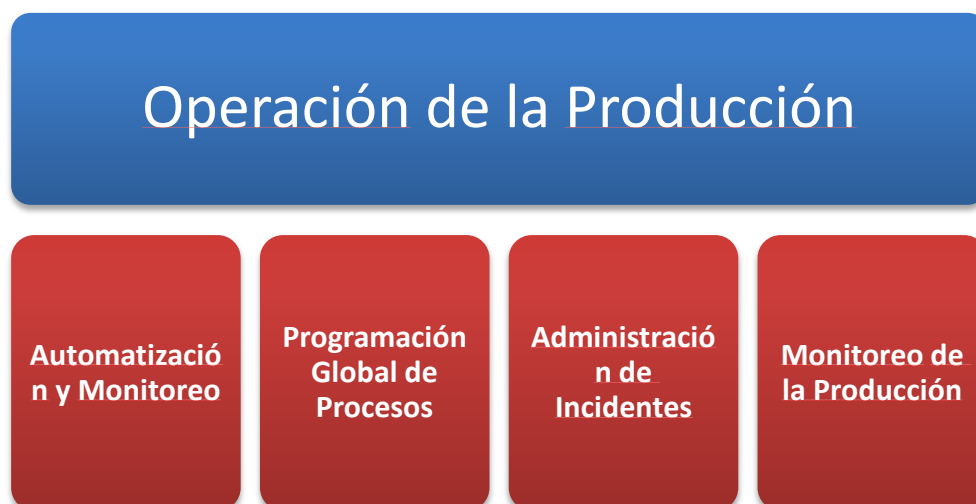 Operación de la Producción
Automatizació
n y Monitoreo
Programación
Global de
Procesos
Administració
n de
Incidentes
Monitoreo de
la Producción